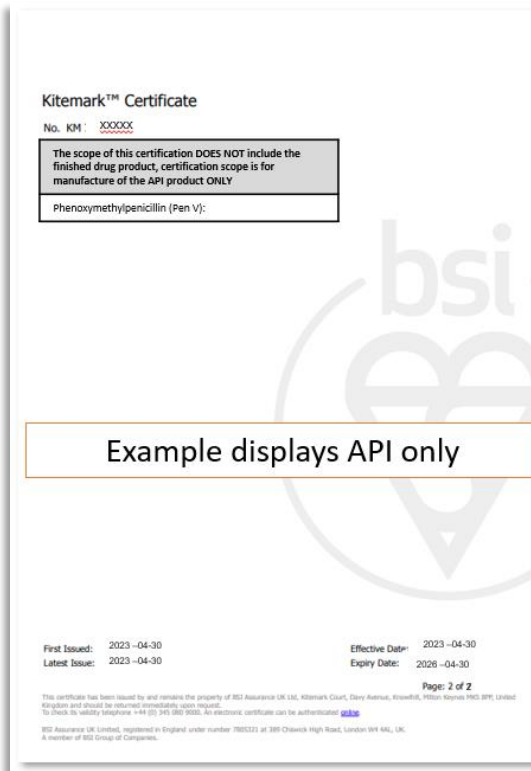 Kitemark™ Certificate
No. KM : XXXXX
The scope of this certification DOES NOT include the
finished drug product, certification scope is for
manufacture of the API product ONLY
Phenoxymethylpenicillin (Pen V):
bsi
Example displays API only
First Issued: 2023 –04-30
Effective Date: 2023 –04-30
Latest Issue: 2023 –04-30
Expiry Date: 2026 –04-30
Page: 2 of 2
This certificate has been issued by and remains the property of BSI Assurance UK Ltd, Kitemark Court, Davy Avenue, Knowlhill, Milton Keynes MK5 8PP, United
Kingdom and should be returned immediately upon request.
To check its validity telephone +44 (0) 345 080 9000. An electronic certificate can be authenticated online.
BSI Assurance UK Limited, registered in England under number 7805321 at 389 Chiswick High Road, London W4 4AL, UK.
A member of BSI Group of Companies.